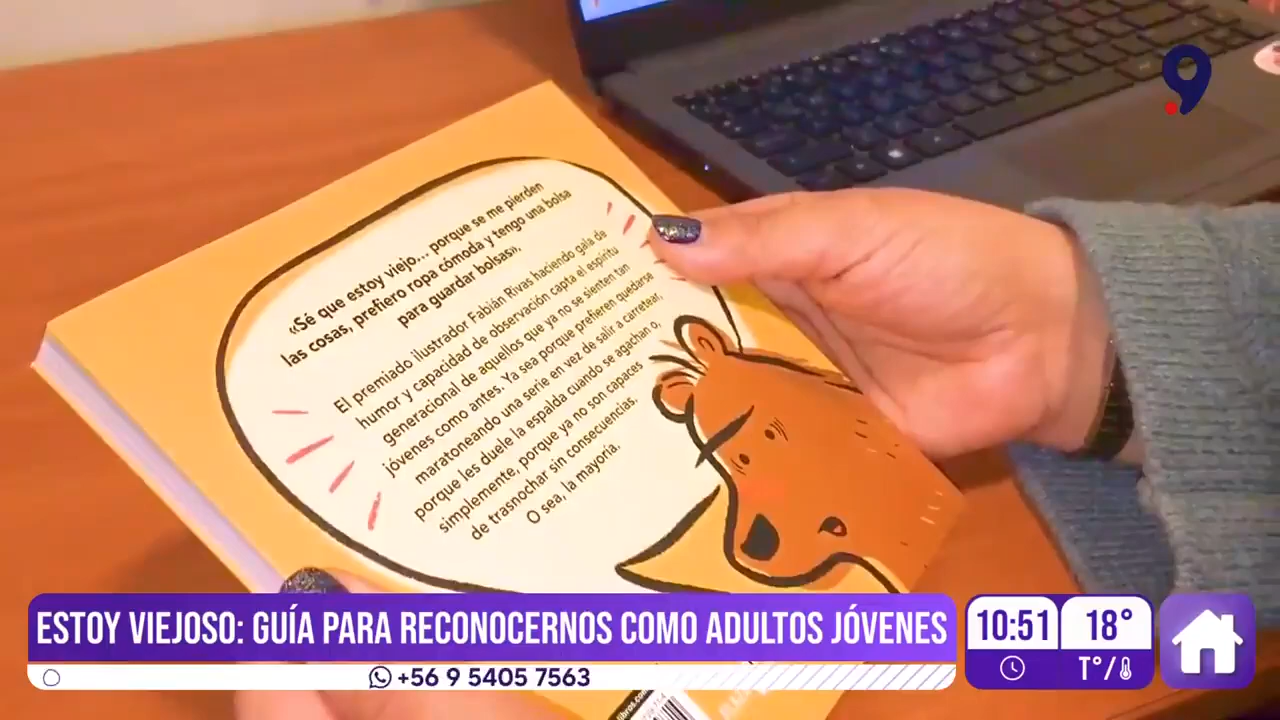 9
«Sé que estoy viejo... porque se me pierden
las cosas, prefiero ropa cómoda y tengo una bolsa
para guardar bolsas».
El premiado ilustrador Fabián Rivas haciendo gala de
humor y capacidad de observación capta el espíritu
generacional de aquellos que ya no se sienten tan
jóvenes como antes. Ya sea porque prefieren quedarse
maratoneando una serie en vez de salir a carretear,
porque les duele la espalda cuando se agachan o,
simplemente, porque ya no son capaces
de trasnochar sin consecuencias.
O sea, la mayoría.
ESTOY VIEJOSO: GUÍA PARA RECONOCERNOS COMO ADULTOS JÓVENES
+56 9 5405 7563
10:51
18°
T°/